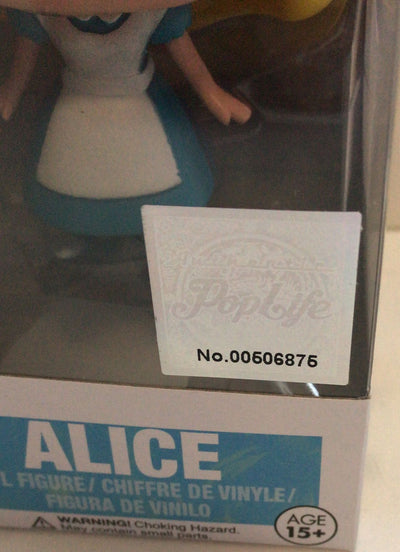 PopLife
No.00506875
ALICE
L FIGURE / CHIFFRE DE VINYLE /
FIGURA DE VINILO
WARNING! Choking Hazard.
May contain small parts.
AGE
15+